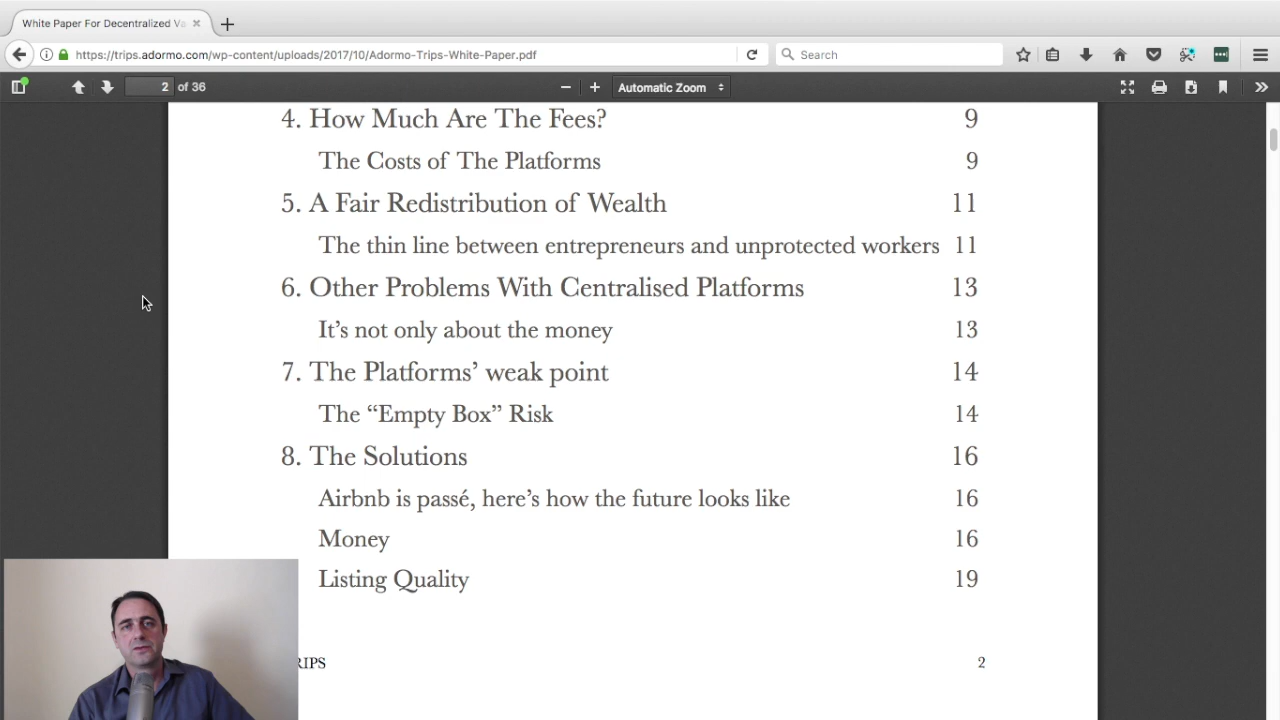 White Paper For Decentralized Va
https://trips.adormo.com/wp-content/uploads/2017/10/Adormo-Trips-White-Paper.pdf
Search
2 of 36
Automatic Zoom
4. How Much Are The Fees? 9
The Costs of The Platforms 9
5. A Fair Redistribution of Wealth 11
The thin line between entrepreneurs and unprotected workers 11
6. Other Problems With Centralised Platforms 13
It's not only about the money 13
7. The Platforms' weak point 14
The “Empty Box” Risk 14
8. The Solutions 16
Airbnb is passé, here's how the future looks like 16
Money 16
Listing Quality 19
RIPS 2